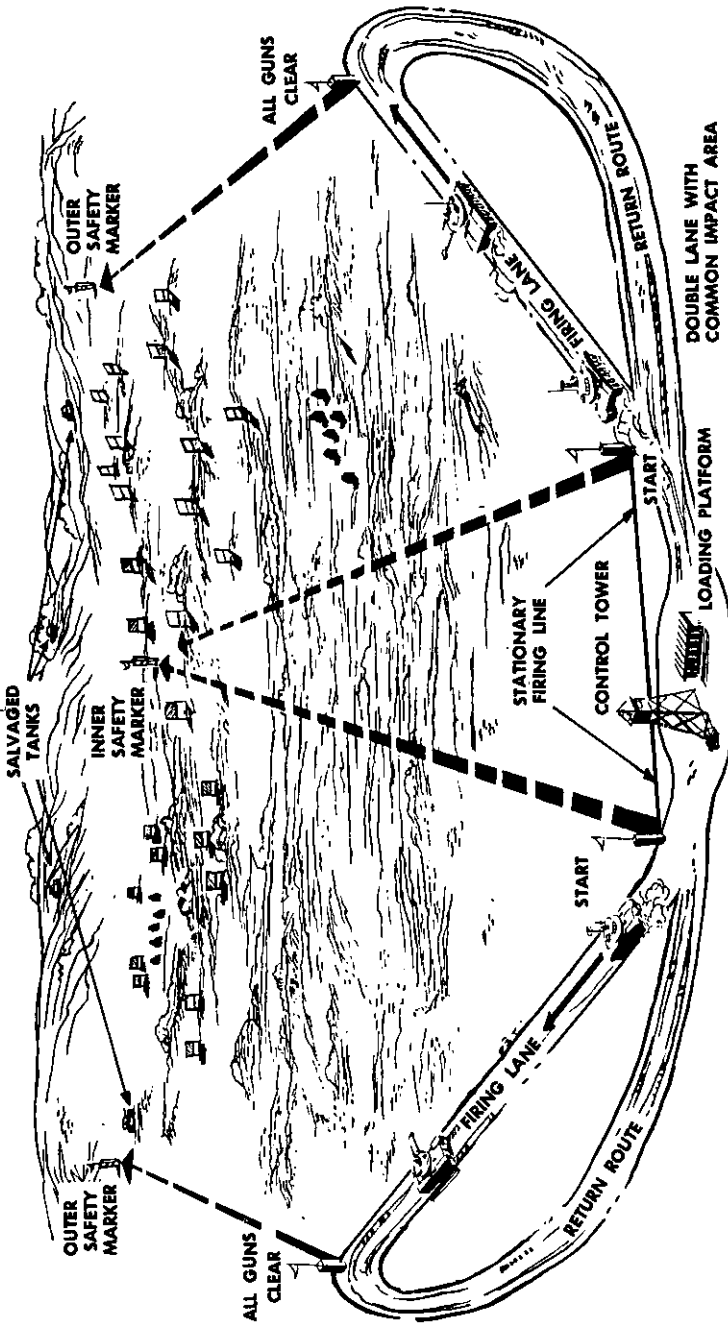 SALVAGED
TANKS
OUTER
SAFETY
MARKER
INNER
SAFETY
MARKER
OUTER
SAFETY
MARKER
ALL GUNS
CLEAR
ALL GUNS
CLEAR
FIRING LANE
FIRING LANE
STATIONARY
FIRING LINE
START
START
CONTROL TOWER
RETURN ROUTE
RETURN ROUTE
LOADING PLATFORM
DOUBLE LANE WITH
COMMON IMPACT AREA